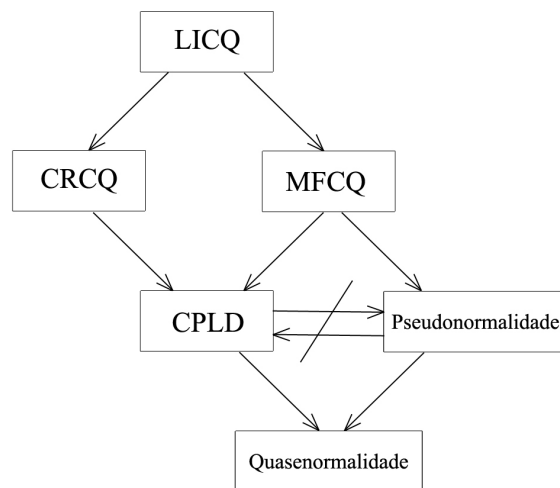 LICQ
CRCQ
MFCQ
CPLD
Pseudonormalidade
Quasenormalidade